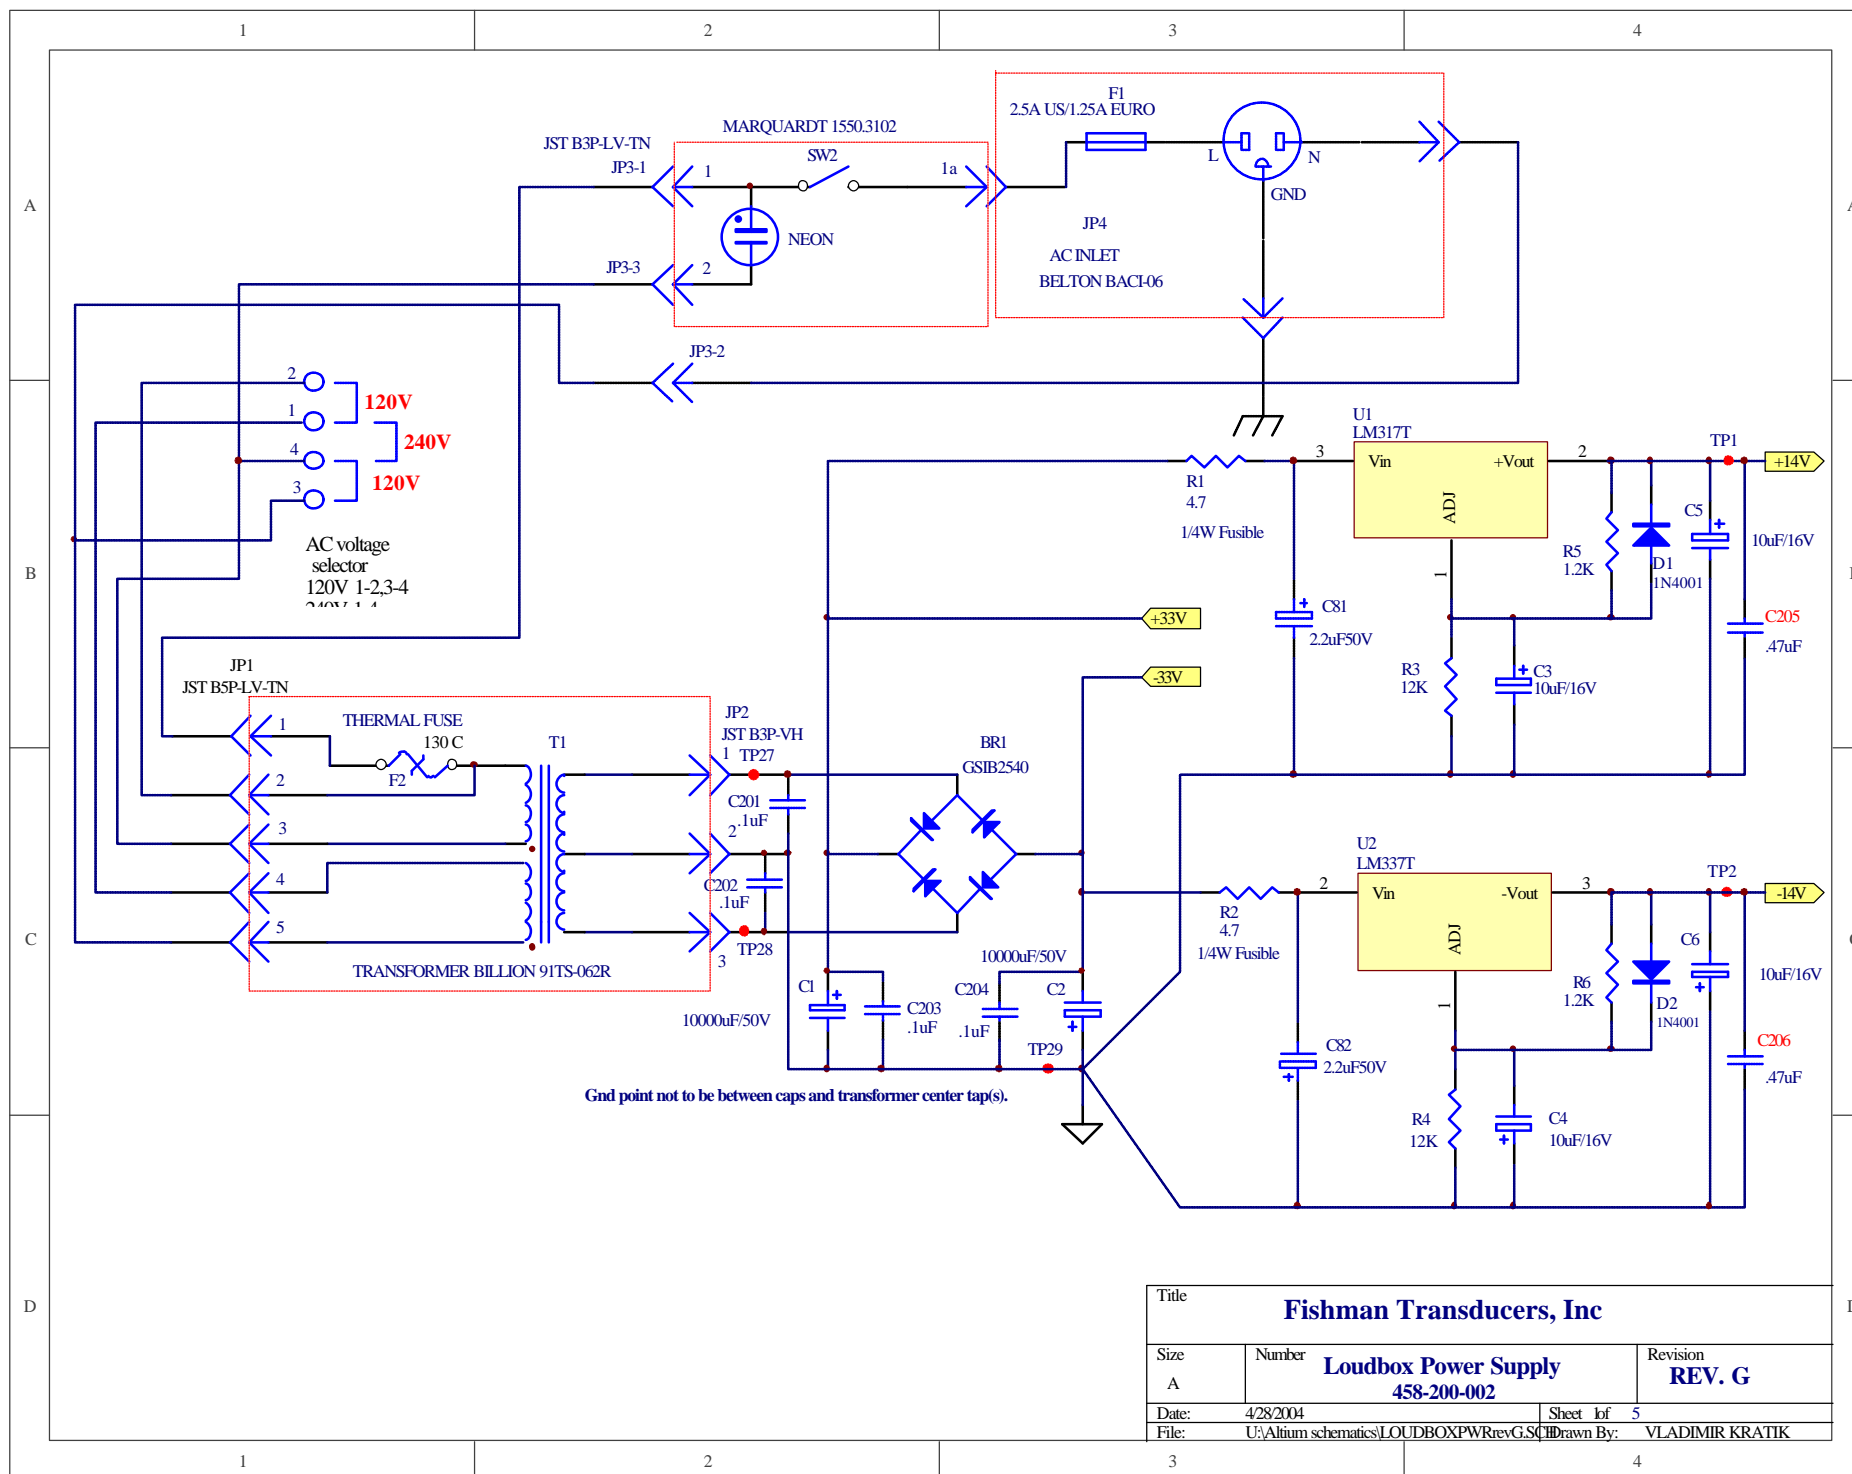 1 2 3 4
A
B
C
D
F1
2.5A US/1.25A EURO
MARQUARDT 1550.3102
JST B3P-LV-TN
JP3-1
1
SW2
1a
L
N
GND
NEON
JP4
AC INLET
BELTON BACI-06
JP3-3
2
JP3-2
2
120V
1
240V
4
120V
3
AC voltage
selector
120V 1-2,3-4
240V 1-4
U1
LM317T
3
Vin
+Vout
2
ADJ
1
TP1
+14V
R1
4.7
1/4W Fusible
C81
2.2uF50V
R5
1.2K
D1
1N4001
C5
10uF/16V
C205
.47uF
R3
12K
C3
10uF/16V
+33V
-33V
JP1
JST B5P-LV-TN
1
THERMAL FUSE
130 C
F2
2
3
4
5
T1
TRANSFORMER BILLION 91TS-062R
JP2
JST B3P-VH
1
TP27
C201
.1uF
2
C202
.1uF
TP28
3
BR1
GSIB2540
C1
10000uF/50V
C203
.1uF
10000uF/50V
C204
.1uF
C2
TP29
Gnd point not to be between caps and transformer center tap(s).
U2
LM337T
2
Vin
-Vout
3
ADJ
1
TP2
-14V
R2
4.7
1/4W Fusible
C82
2.2uF50V
R6
1.2K
D2
1N4001
C6
10uF/16V
C206
.47uF
R4
12K
C4
10uF/16V
Title
Fishman Transducers, Inc
Size
A
Number
Loudbox Power Supply
458-200-002
Revision
REV. G
Date: 4/28/2004
Sheet 1of 5
File: U:\Altium schematics\LOUDBOXPWRrevG.SCH
Drawn By: VLADIMIR KRATIK
1 2 3 4